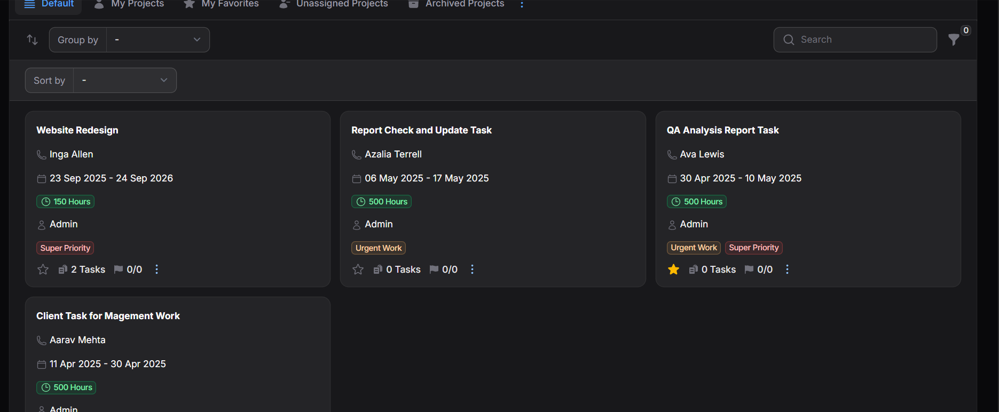 Default My Projects My Favorites Unassigned Projects Archived Projects
Group by - Search 0
Sort by -
Website Redesign
Inga Allen
23 Sep 2025 - 24 Sep 2026
150 Hours
Admin
Super Priority
2 Tasks 0/0
Report Check and Update Task
Azalia Terrell
06 May 2025 - 17 May 2025
500 Hours
Admin
Urgent Work
0 Tasks 0/0
QA Analysis Report Task
Ava Lewis
30 Apr 2025 - 10 May 2025
500 Hours
Admin
Urgent Work Super Priority
0 Tasks 0/0
Client Task for Magement Work
Aarav Mehta
11 Apr 2025 - 30 Apr 2025
500 Hours
Admin